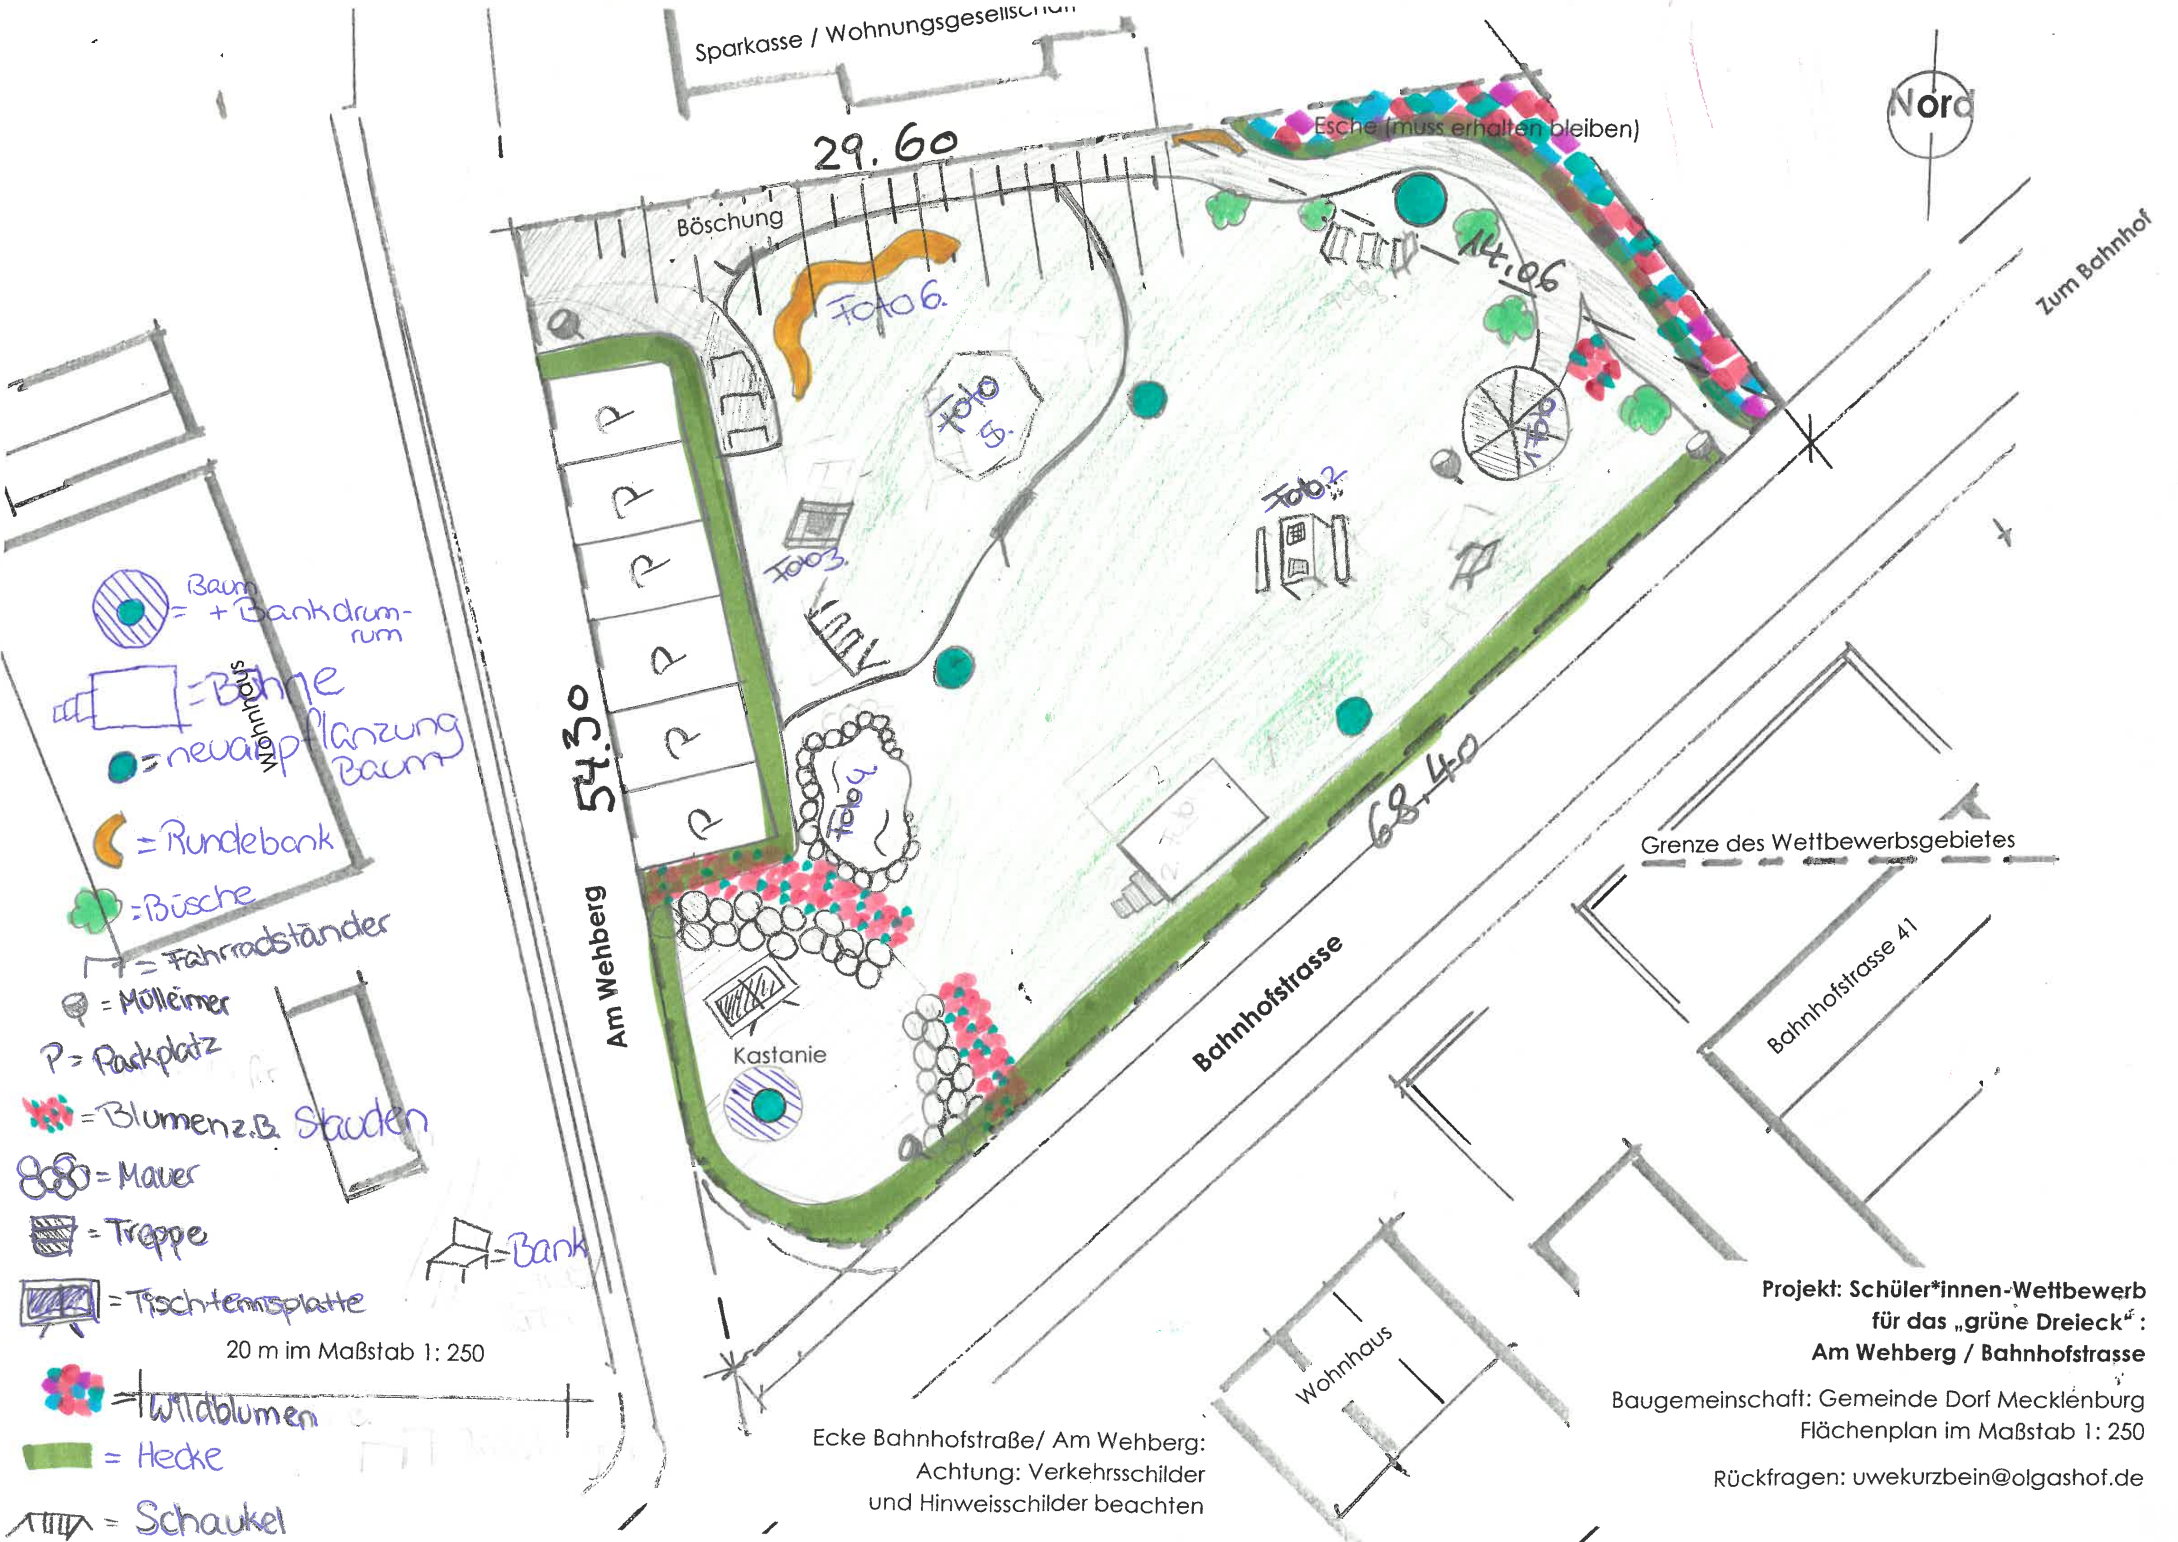 Sparkasse / Wohnungsgesellschaft
29.60
Esche (muss erhalten bleiben)
Nord
Böschung
Zum Bahnhof
14.06
Foto 6.
Foto
8.
Foto 1
Foto 2.
Foto 3.
P
P
P
P
P
P
54.30
Foto 4.
68,40
Am Wehberg
Bahnhofstrasse
Kastanie
Grenze des Wettbewerbsgebietes
Bahnhofstrasse 41
Wohnhaus
Wohnhaus
Baum
= + Bankdrum-
rum
= Bühne
= neuanpflanzung
Baum
= Rundebank
= Büsche
= Fahrradständer
= Mülleimer
P = Parkplatz
= Blumen z.B. Stauden
= Mauer
= Treppe
= Bank
= Tischtennisplatte
20 m im Maßstab 1: 250
= Wildblumen
= Hecke
= Schaukel
Ecke Bahnhofstraße/ Am Wehberg:
Achtung: Verkehrsschilder
und Hinweisschilder beachten
Projekt: Schüler*innen-Wettbewerb
für das „grüne Dreieck“ :
Am Wehberg / Bahnhofstrasse
Baugemeinschaft: Gemeinde Dorf Mecklenburg
Flächenplan im Maßstab 1: 250
Rückfragen: uwekurzbein@olgashof.de